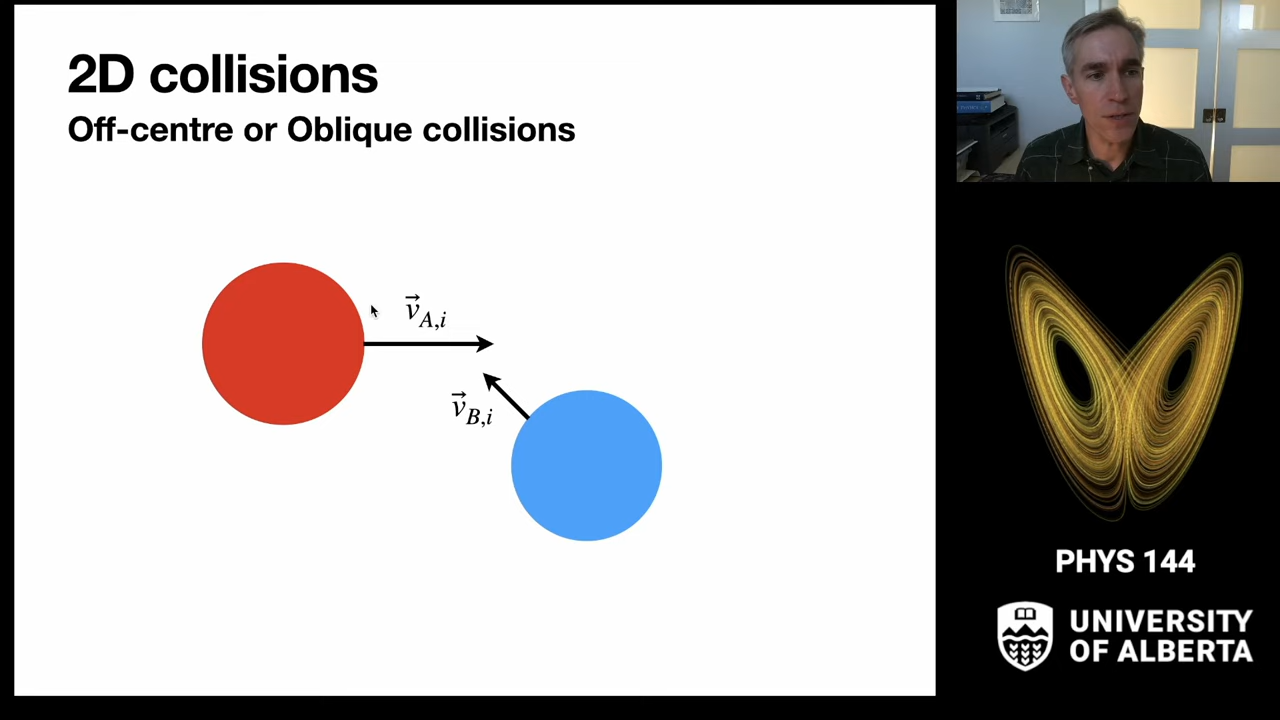 2D collisions
Off-centre or Oblique collisions
v⃗A,i
v⃗B,i
PHYS 144
UNIVERSITY
OF ALBERTA